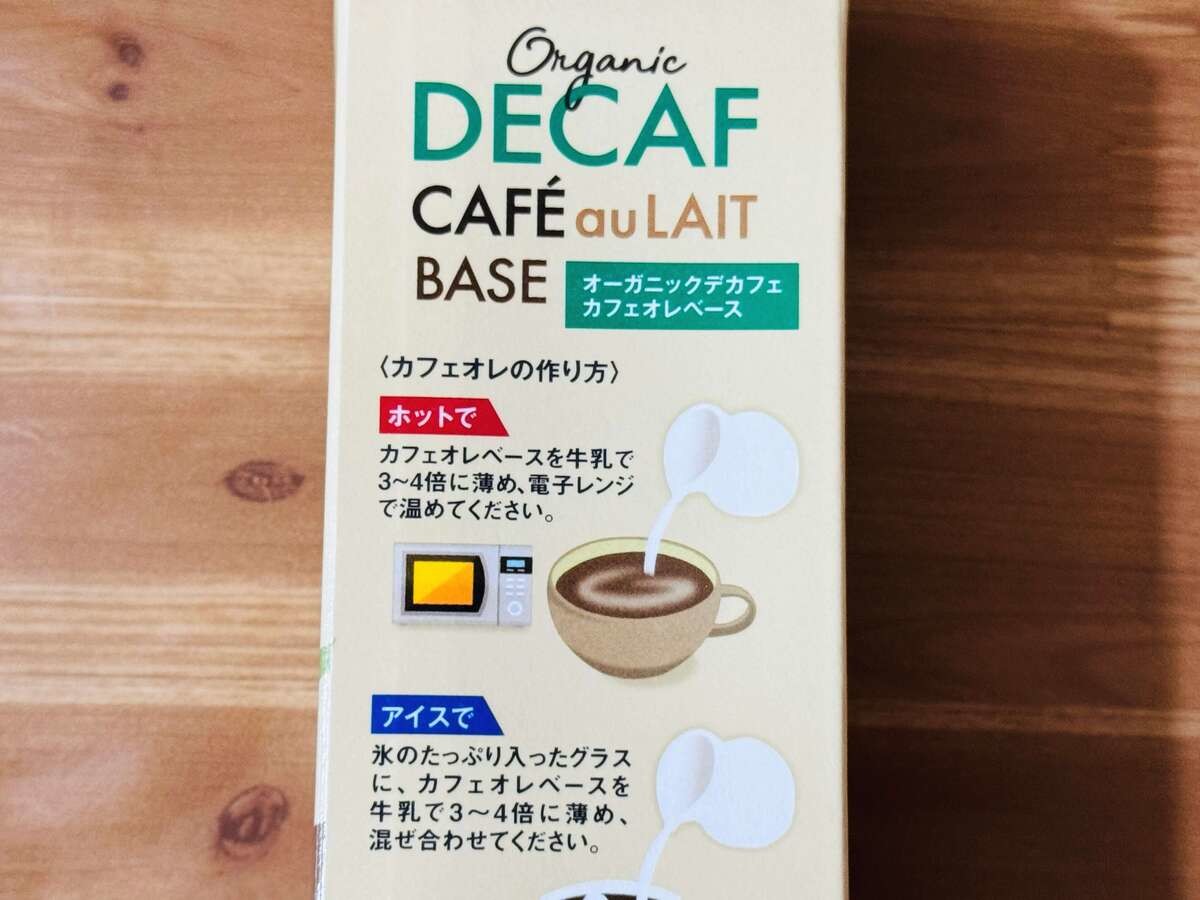 Organic
DECAF
CAFÉ au LAIT
BASE
オーガニックデカフェ
カフェオレベース
〈カフェオレの作り方〉
ホットで
カフェオレベースを牛乳で
3〜4倍に薄め、電子レンジ
で温めてください。
アイスで
氷のたっぷり入ったグラス
に、カフェオレベースを
牛乳で3〜4倍に薄め、
混ぜ合わせてください。